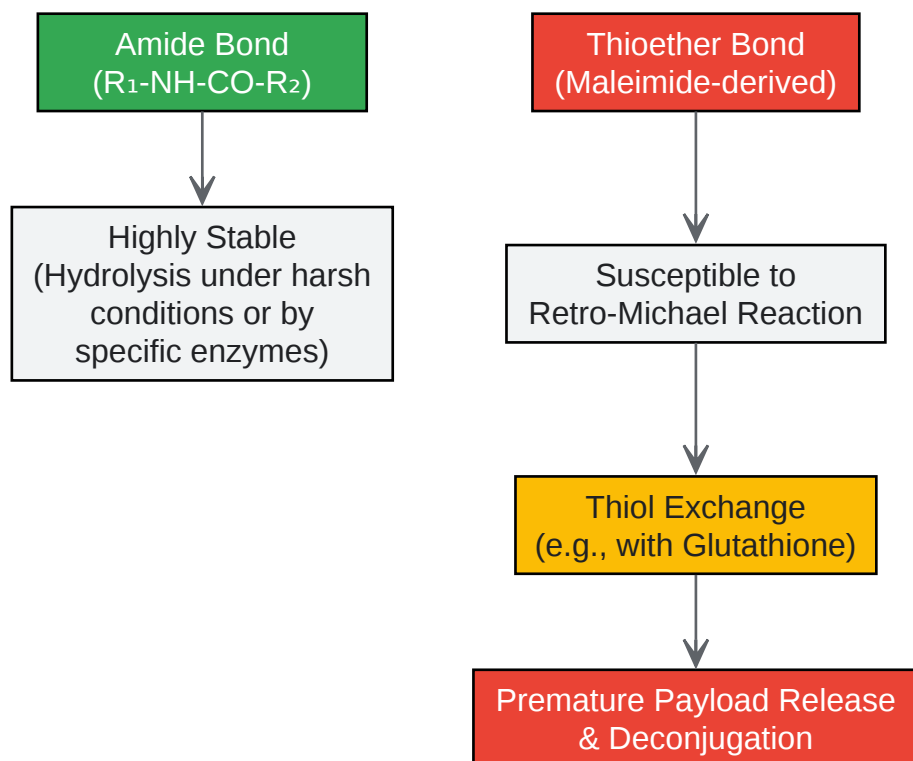 Amide Bond
(R₁-NH-CO-R₂)
Highly Stable
(Hydrolysis under harsh
conditions or by
specific enzymes)
Thioether Bond
(Maleimide-derived)
Susceptible to
Retro-Michael Reaction
Thiol Exchange
(e.g., with Glutathione)
Premature Payload Release
& Deconjugation